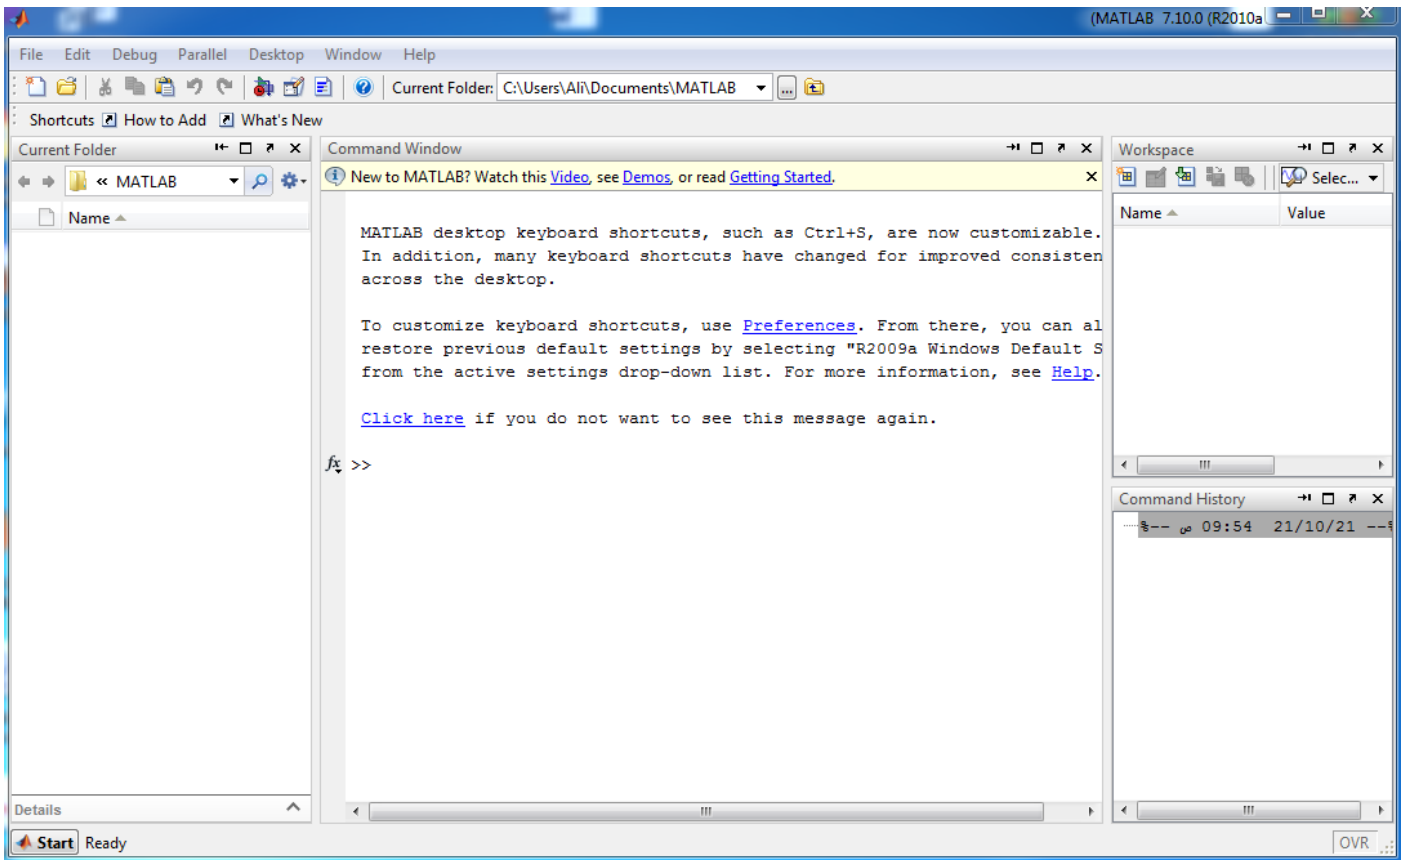 (MATLAB 7.10.0 (R2010a
File Edit Debug Parallel Desktop Window Help
Current Folder: C:\Users\Ali\Documents\MATLAB ...
Shortcuts How to Add What's New
Current Folder
« MATLAB
Name
Details
Command Window
New to MATLAB? Watch this Video, see Demos, or read Getting Started.
MATLAB desktop keyboard shortcuts, such as Ctrl+S, are now customizable.
In addition, many keyboard shortcuts have changed for improved consisten
across the desktop.
To customize keyboard shortcuts, use Preferences. From there, you can al
restore previous default settings by selecting "R2009a Windows Default S
from the active settings drop-down list. For more information, see Help.
Click here if you do not want to see this message again.
fx >>
Workspace
Selec...
Name Value
Command History
%-- ص 09:54 21/10/21 --%
Start Ready
OVR